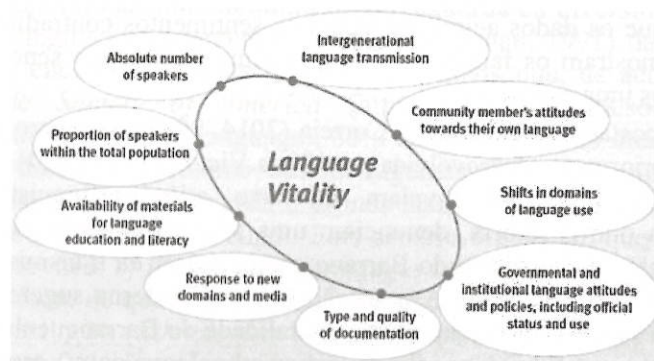 Intergenerational
language transmission
Absolute number
of speakers
Community member's attitudes
towards their own language
Proportion of speakers
within the total population
Language
Vitality
Shifts in domains
of language use
Availability of materials
for language
education and literacy
Response to new
domains and media
Governmental and
institutional language attitudes
and policies, including official
status and use
Type and quality
of documentation